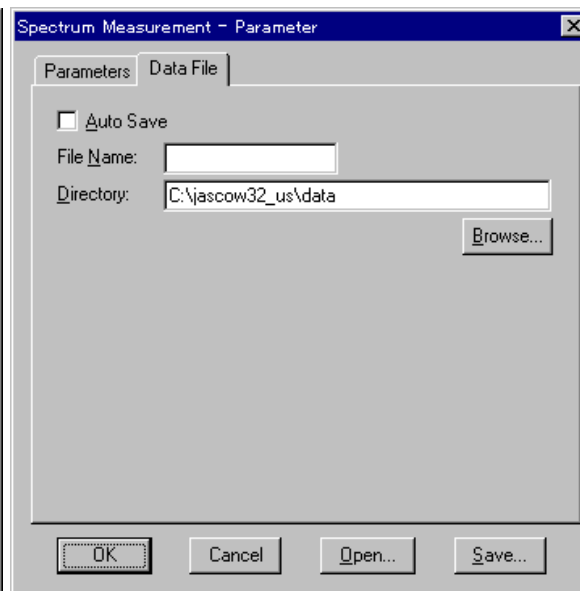 Spectrum Measurement - Parameter
Parameters Data File
Auto Save
File Name:
Directory: C:\jascow32_us\data
Browse...
OK Cancel Open... Save...